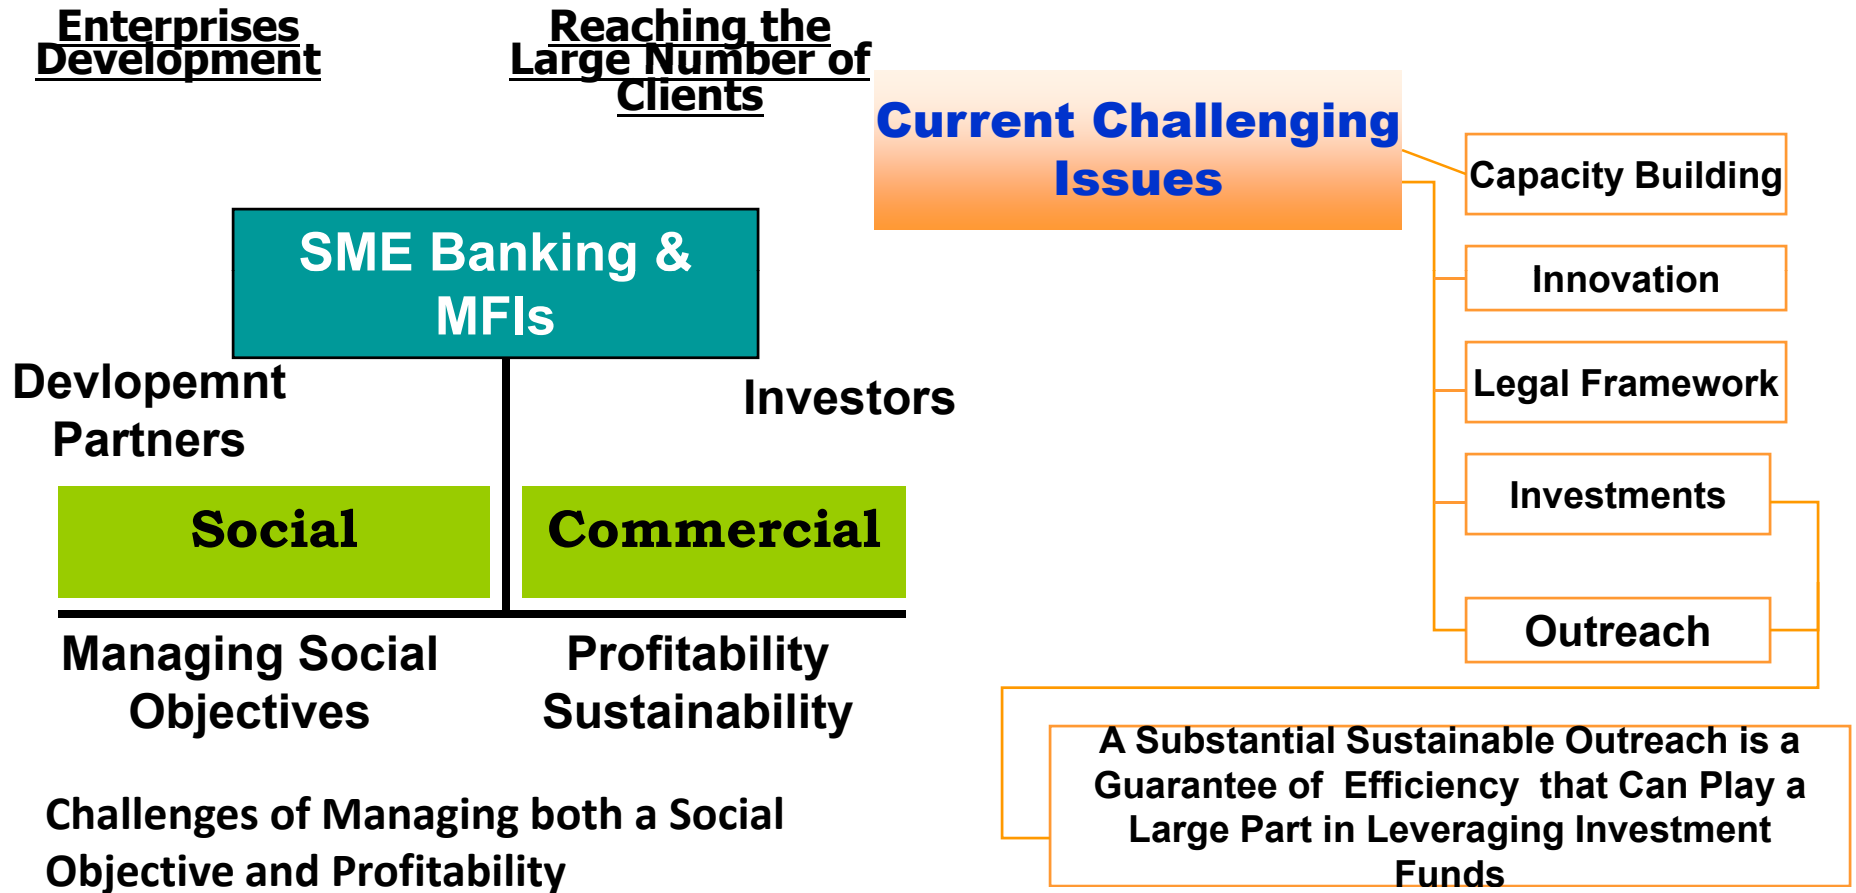 Enterprises
Development
Reaching the
Large Number of
Clients
SME Banking &
MFIs
Devlopemnt
Partners
Investors
Social
Commercial
Managing Social
Objectives
Profitability
Sustainability
Challenges of Managing both a Social
Objective and Profitability
Current Challenging
Issues
Capacity Building
Innovation
Legal Framework
Investments
Outreach
A Substantial Sustainable Outreach is a
Guarantee of Efficiency that Can Play a
Large Part in Leveraging Investment
Funds